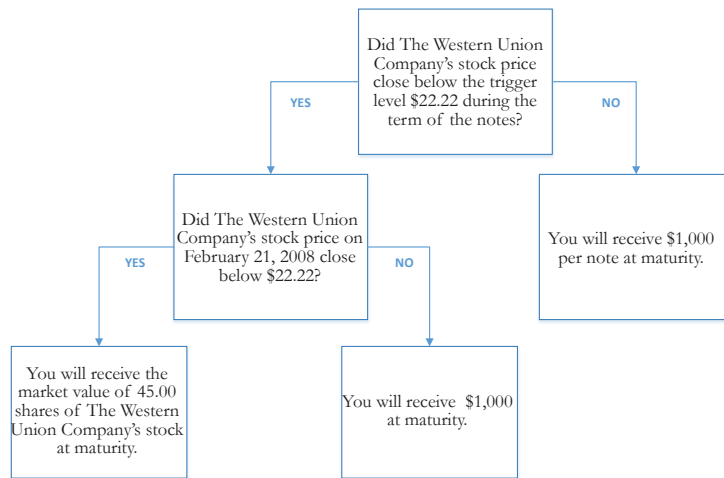 Did The Western Union
Company's stock price
close below the trigger
level $22.22 during the
term of the notes?
YES
NO
Did The Western Union
Company's stock price on
February 21, 2008 close
below $22.22?
You will receive $1,000
per note at maturity.
YES
NO
You will receive the
market value of 45.00
shares of The Western
Union Company's stock
at maturity.
You will receive $1,000
at maturity.